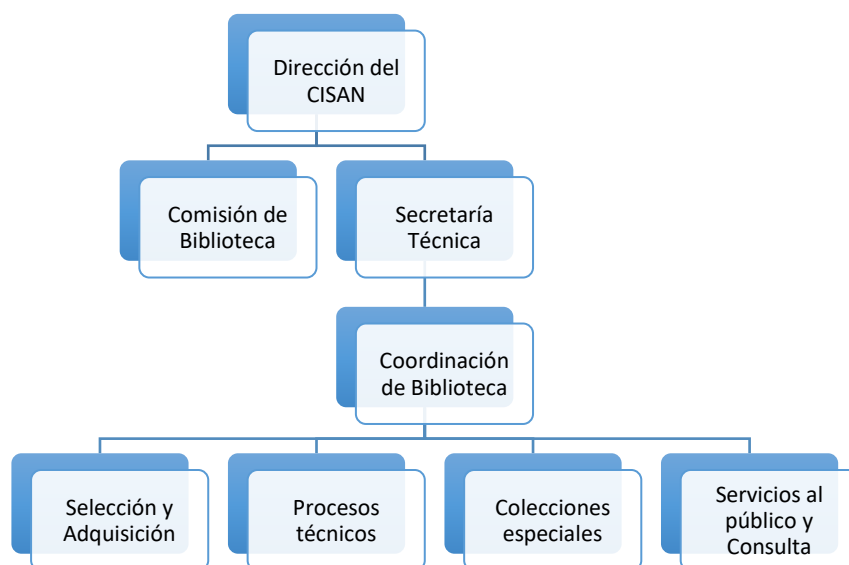 Dirección del
CISAN
Comisión de
Biblioteca
Secretaría
Técnica
Coordinación
de Biblioteca
Selección y
Adquisición
Procesos
técnicos
Colecciones
especiales
Servicios al
público y
Consulta